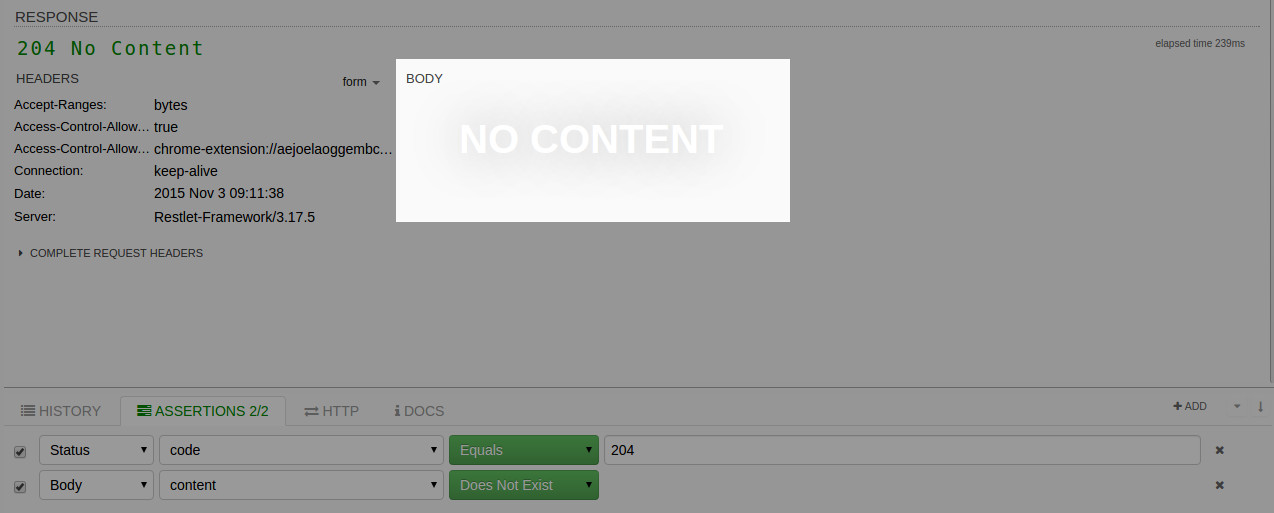 RESPONSE
204 No Content
elapsed time 239ms
HEADERS
form
BODY
Accept-Ranges: bytes
Access-Control-Allow... true
Access-Control-Allow... chrome-extension://aejoelaoggembc...
Connection: keep-alive
Date: 2015 Nov 3 09:11:38
Server: Restlet-Framework/3.17.5
NO CONTENT
COMPLETE REQUEST HEADERS
HISTORY ASSERTIONS 2/2 HTTP DOCS ADD
Status code Equals 204
Body content Does Not Exist